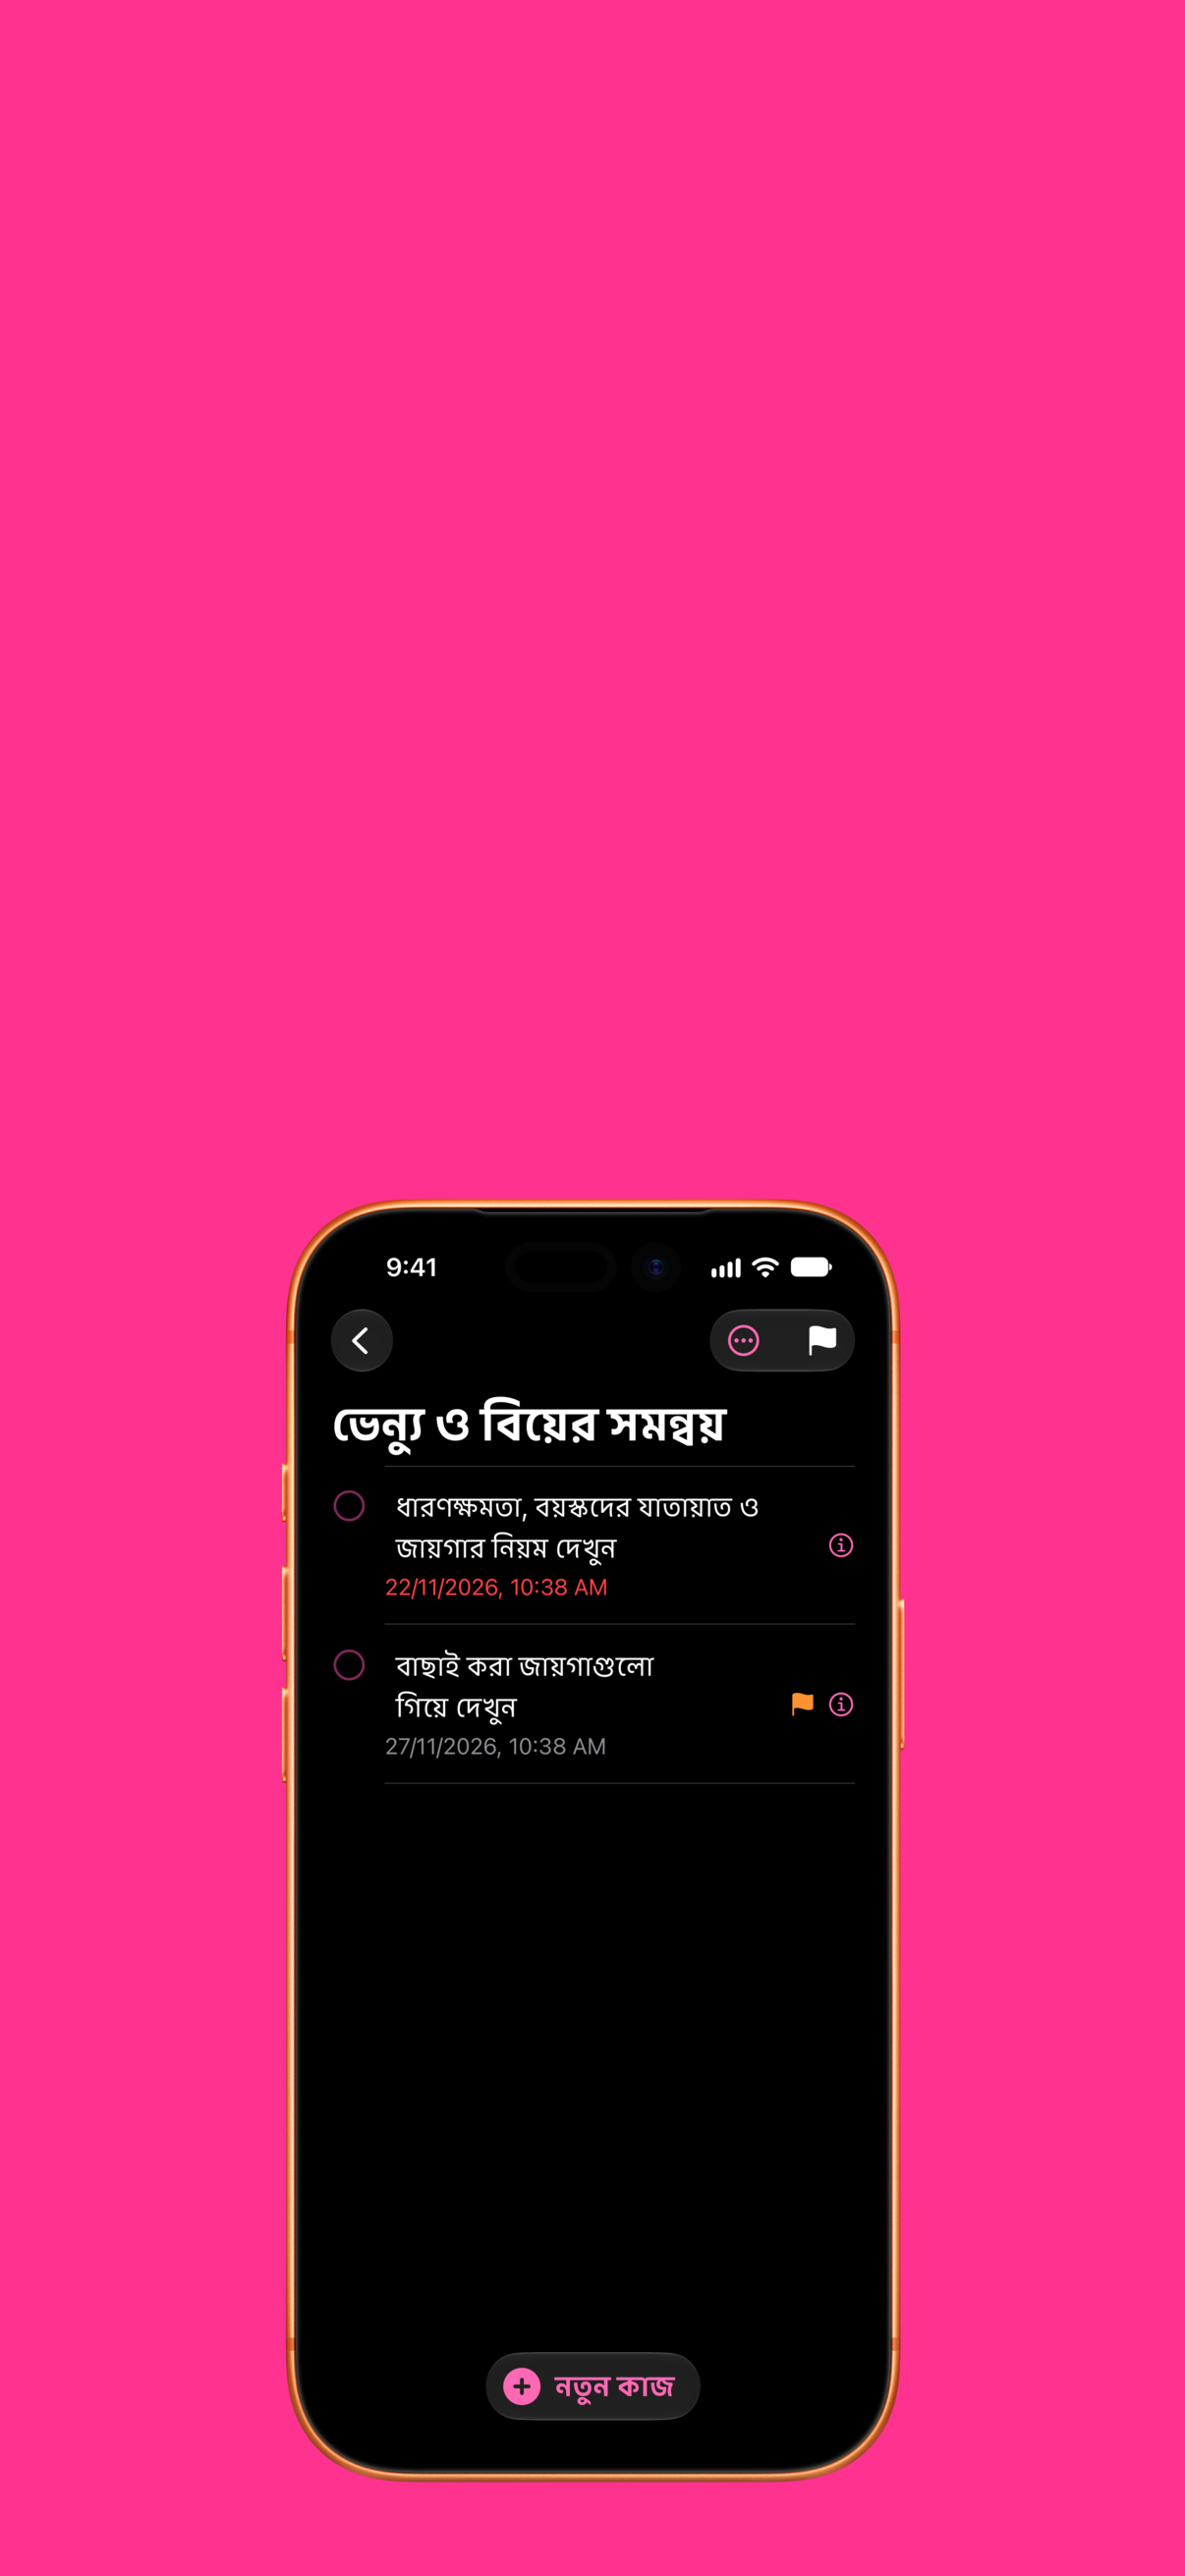 9:41
ভেন্যু ও বিয়ের সমন্বয়
ধারণক্ষমতা, বয়স্কদের যাতায়াত ও
জায়গার নিয়ম দেখুন
22/11/2026, 10:38 AM
বাছাই করা জায়গাগুলো
গিয়ে দেখুন
27/11/2026, 10:38 AM
নতুন কাজ